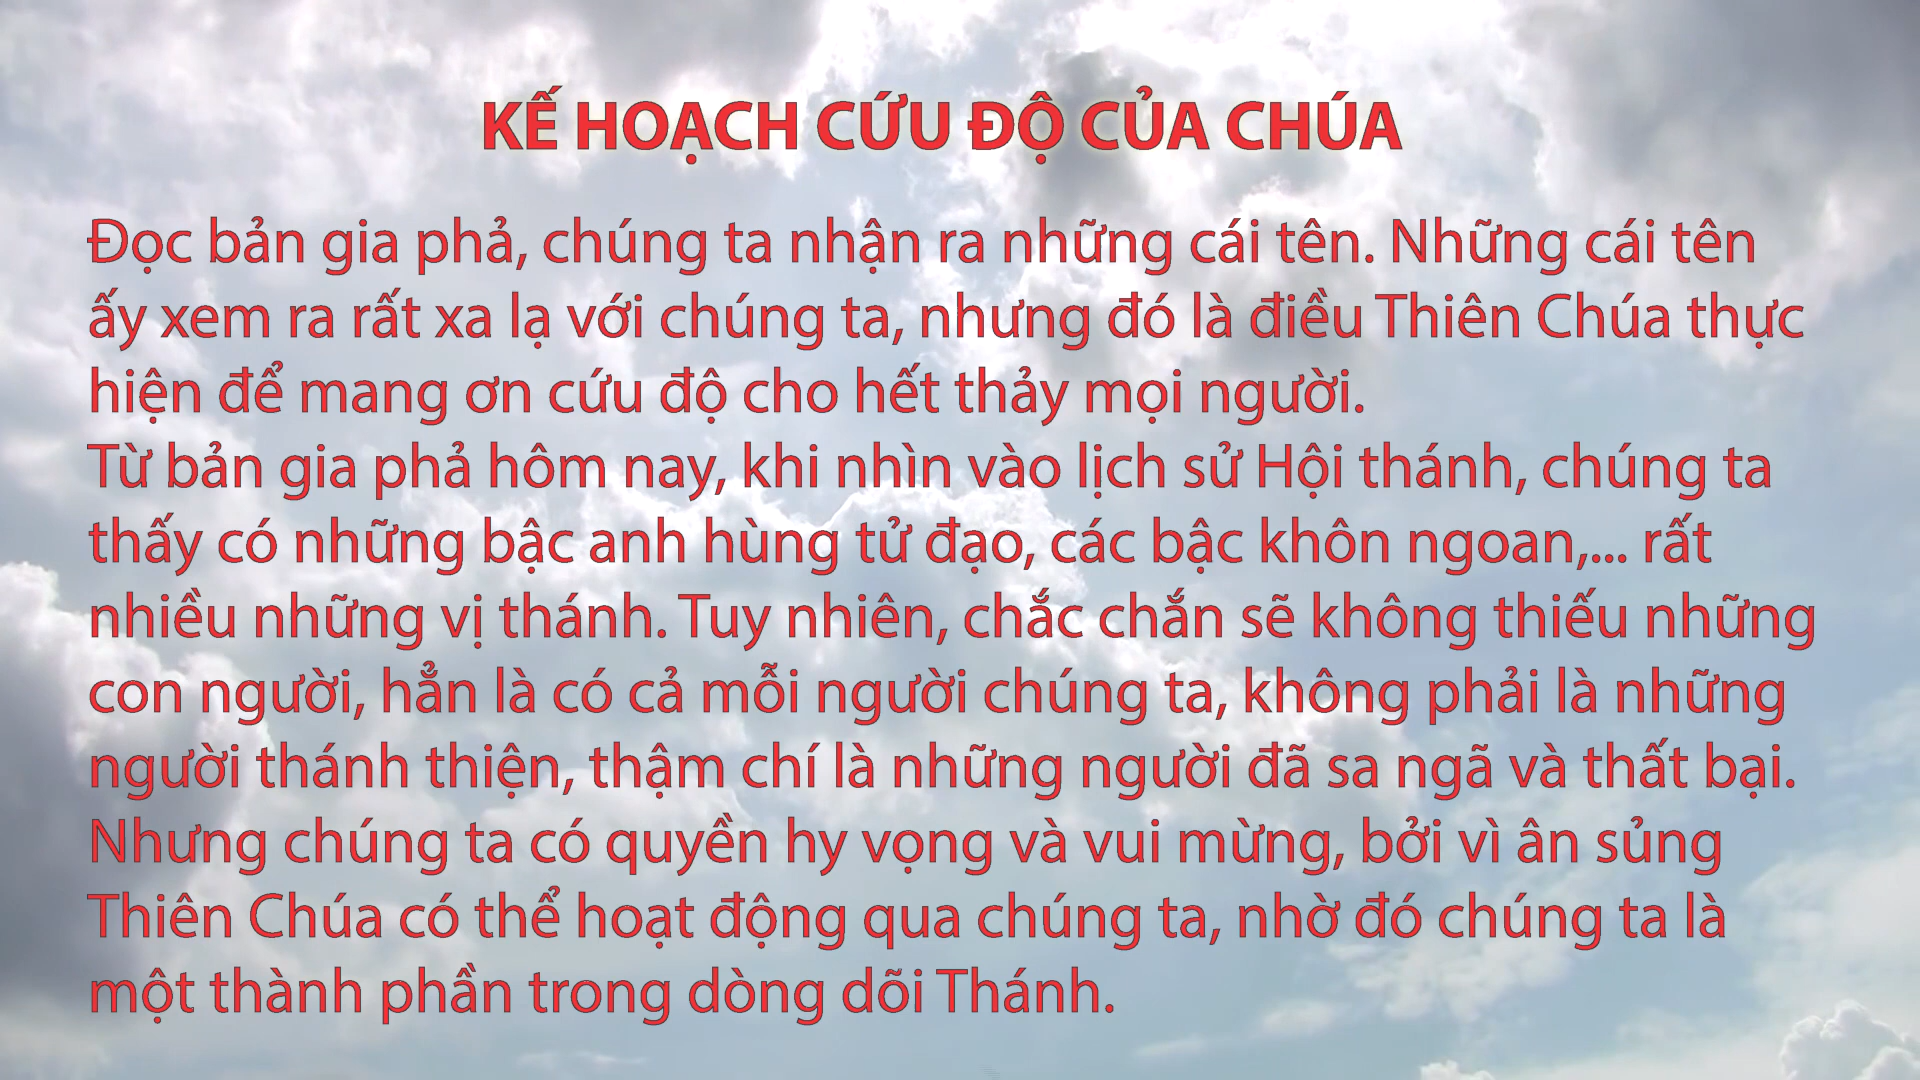 KẾ HOẠCH CỨU ĐỘ CỦA CHÚA
Đọc bản gia phả, chúng ta nhận ra những cái tên. Những cái tên
ấy xem ra rất xa lạ với chúng ta, nhưng đó là điều Thiên Chúa thực
hiện để mang ơn cứu độ cho hết thảy mọi người.
Từ bản gia phả hôm nay, khi nhìn vào lịch sử Hội thánh, chúng ta
thấy có những bậc anh hùng tử đạo, các bậc khôn ngoan,... rất
nhiều những vị thánh. Tuy nhiên, chắc chắn sẽ không thiếu những
con người, hẳn là có cả mỗi người chúng ta, không phải là những
người thánh thiện, thậm chí là những người đã sa ngã và thất bại.
Nhưng chúng ta có quyền hy vọng và vui mừng, bởi vì ân sủng
Thiên Chúa có thể hoạt động qua chúng ta, nhờ đó chúng ta là
một thành phần trong dòng dõi Thánh.